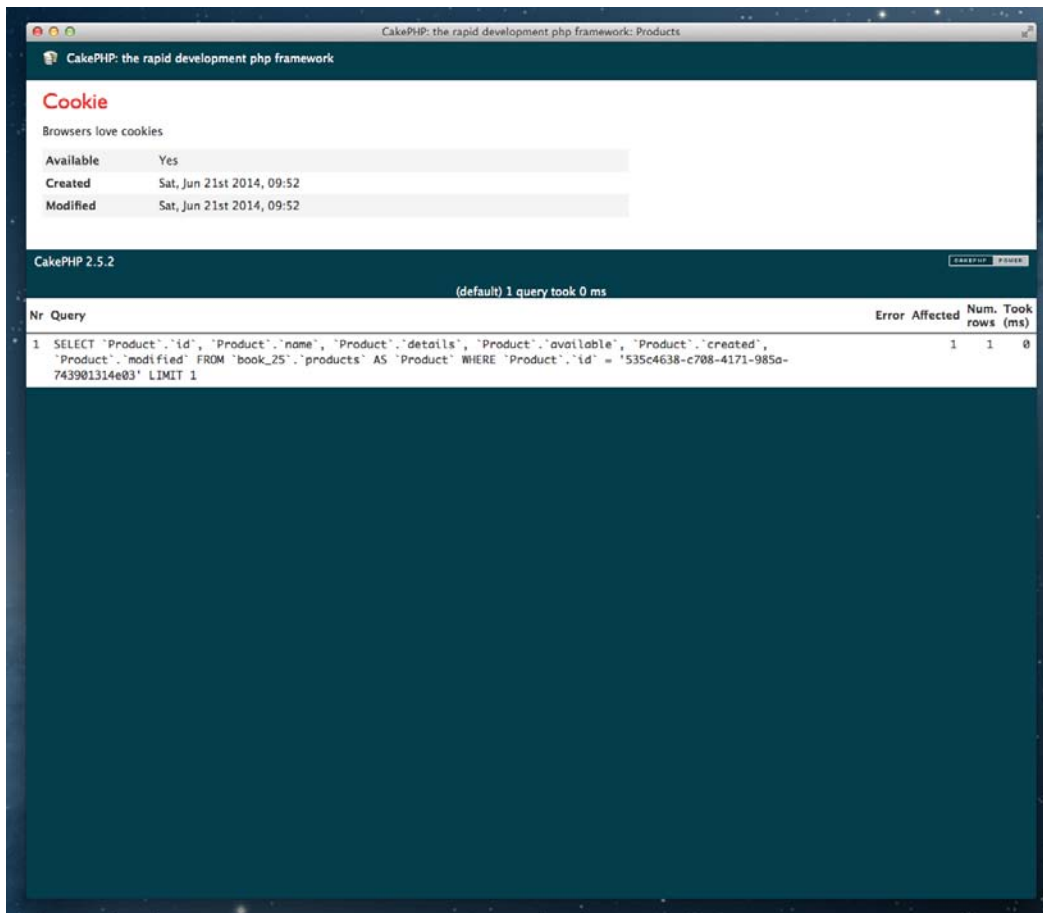 CakePHP: the rapid development php framework: Products
CakePHP: the rapid development php framework
Cookie
Browsers love cookies
Available Yes
Created Sat, Jun 21st 2014, 09:52
Modified Sat, Jun 21st 2014, 09:52
CakePHP 2.5.2 CAKEPHP POWER
(default) 1 query took 0 ms
Nr Query Error Affected Num. rows Took (ms)
1 SELECT `Product`.`id`, `Product`.`name`, `Product`.`details`, `Product`.`available`, `Product`.`created`, 1 1 0
`Product`.`modified` FROM `book_25`.`products` AS `Product` WHERE `Product`.`id` = '535c4638-c708-4171-985a-
743901314e03' LIMIT 1